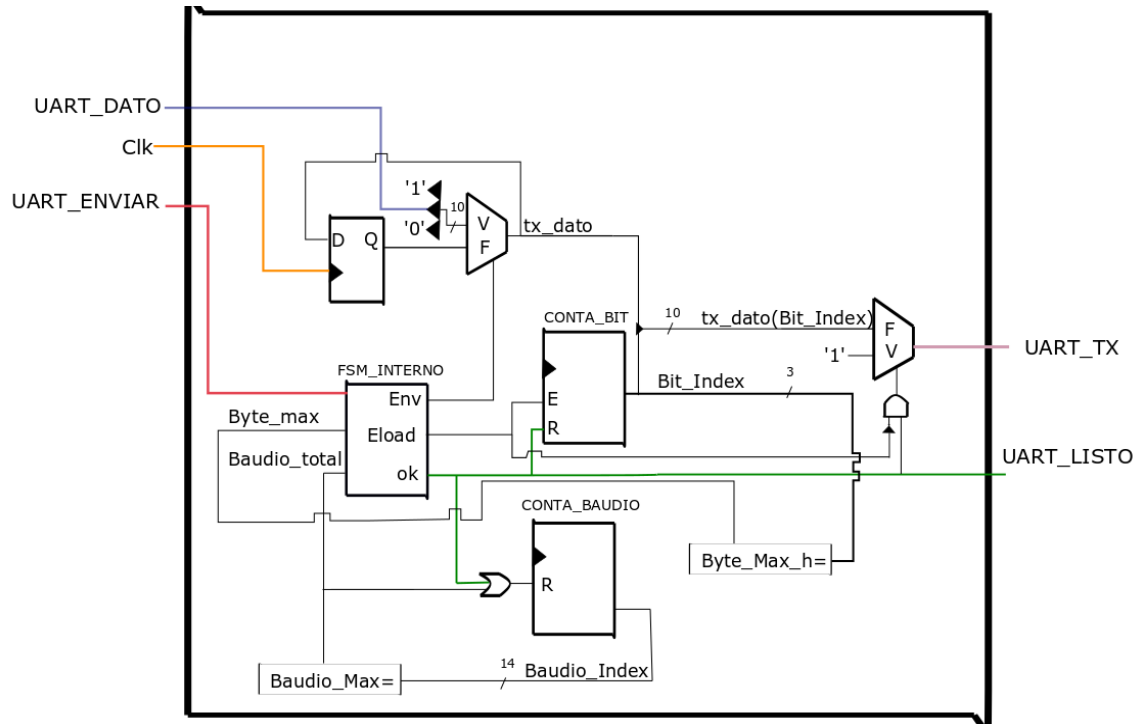 UART_DATO
Clk
UART_ENVIAR
'1'
'0'
10
V
F
D Q
tx_dato
CONTA_BIT
E
R
10
tx_dato(Bit_Index)
F
V
'1'
UART_TX
Bit_Index
3
FSM_INTERNO
Env
Eload
ok
Byte_max
Baudio_total
UART_LISTO
CONTA_BAUDIO
R
Byte_Max_h=
Baudio_Max=
14
Baudio_Index